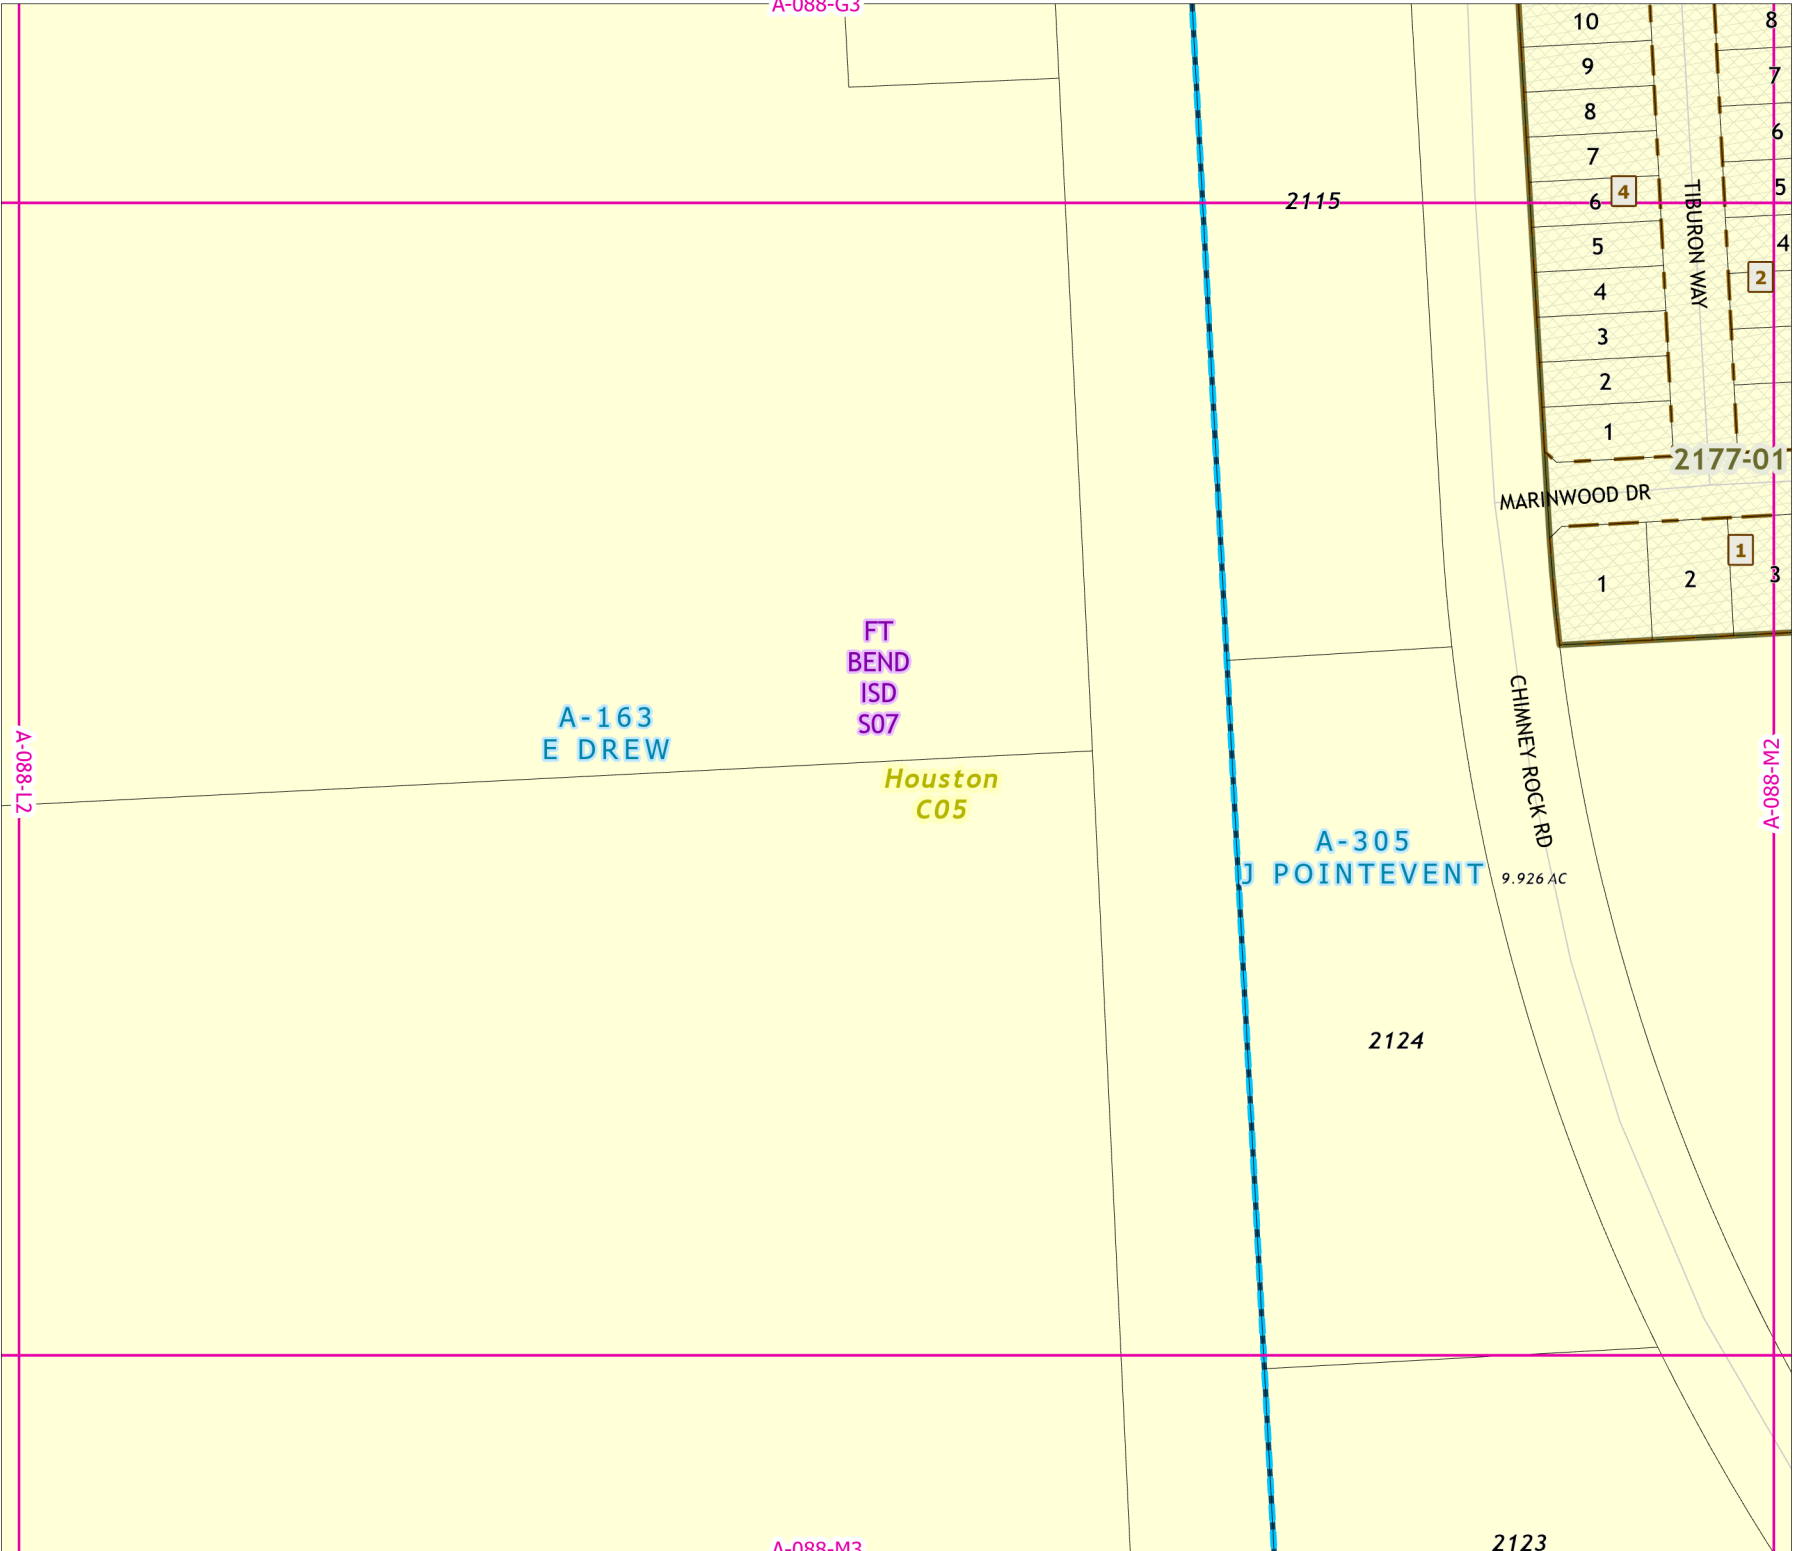 A-088-G3
10
9
8
7
6
5
4
3
2
1
4
TIBURON WAY
8
7
6
5
4
2
2115
2177-01
MARINWOOD DR
1
2
3
1
FT
BEND
ISD
S07
A-163
E DREW
Houston
C05
A-088-L2
A-088-M2
CHIMNEY ROCK RD
A-305
J POINTEVENT
9.926 AC
2124
2123
A-088-M3